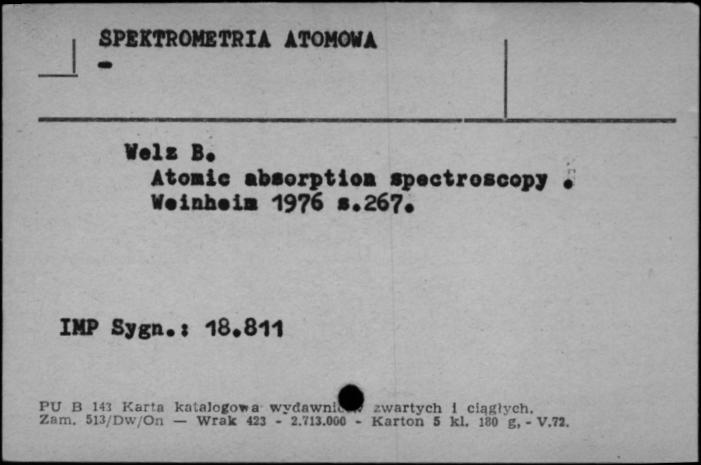 SPEKTROMETRIA ATOMOWA
-
Welz B.
Atomic absorption spectroscopy .
Weinheim 1976 s.267.
IMP Sygn.: 18.811
PU B 143 Karta katalogowa zwartych i ciągłych.
Zam. 513/Dw/On — Wrak 423 - 2.713.000 - Karton 5 kl. 180 g, - V.72.